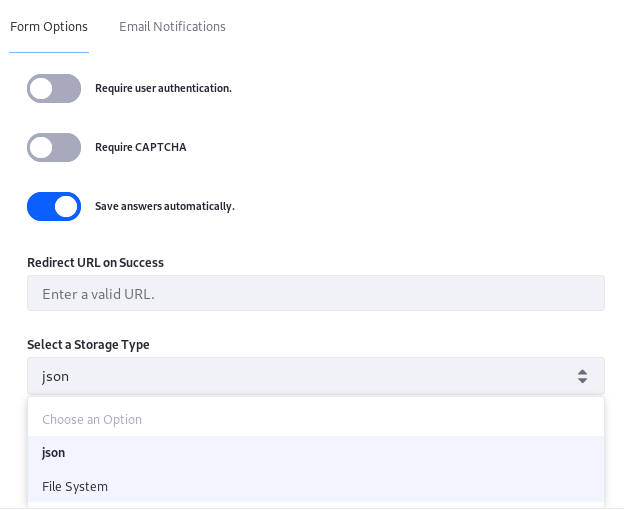 Form Options
Email Notifications
Require user authentication.
Require CAPTCHA
Save answers automatically.
Redirect URL on Success
Enter a valid URL.
Select a Storage Type
json
Choose an Option
json
File System